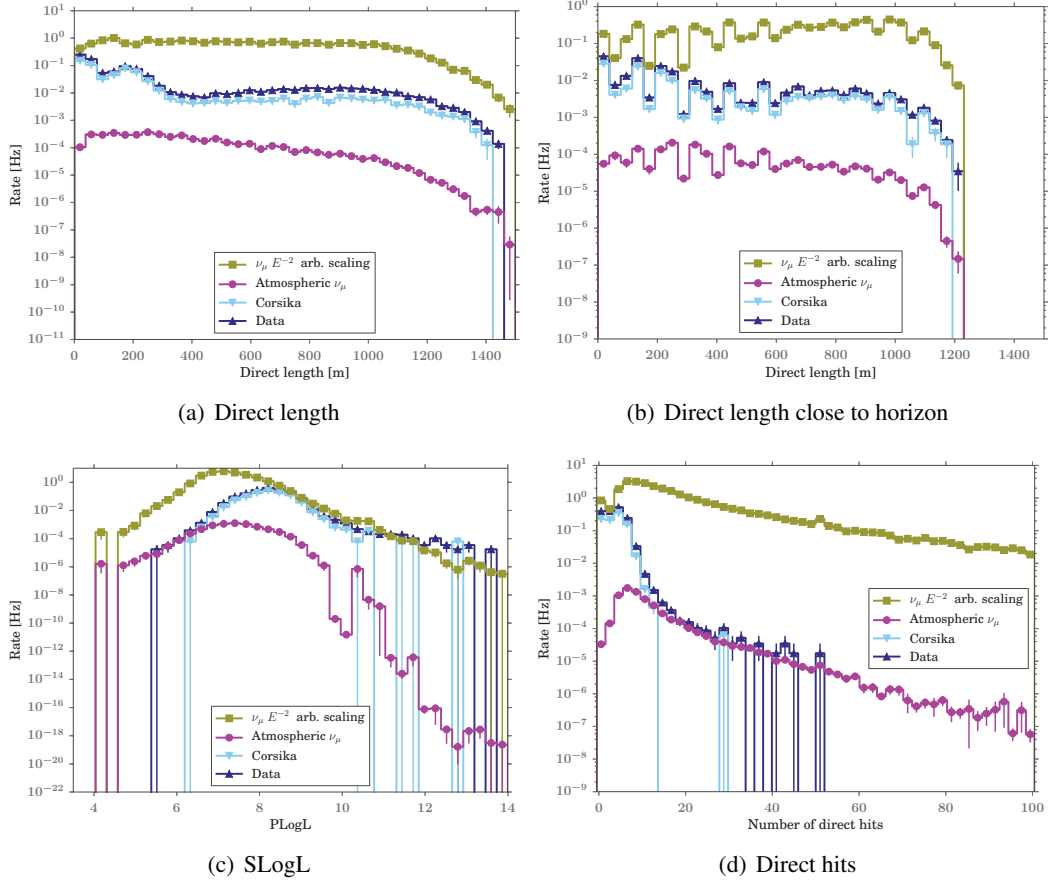 10^1
10^0
10^-1
10^-2
10^-3
10^-4
10^-5
10^-6
10^-7
10^-8
10^-9
10^-10
10^-11
Rate [Hz]
ν_μ E^-2 arb. scaling
Atmospheric ν_μ
Corsika
Data
0 200 400 600 800 1000 1200 1400
Direct length [m]
(a) Direct length
10^0
10^-1
10^-2
10^-3
10^-4
10^-5
10^-6
10^-7
10^-8
10^-9
Rate [Hz]
ν_μ E^-2 arb. scaling
Atmospheric ν_μ
Corsika
Data
0 200 400 600 800 1000 1200 1400
Direct length [m]
(b) Direct length close to horizon
10^0
10^-2
10^-4
10^-6
10^-8
10^-10
10^-12
10^-14
10^-16
10^-18
10^-20
10^-22
Rate [Hz]
ν_μ E^-2 arb. scaling
Atmospheric ν_μ
Corsika
Data
4 6 8 10 12 14
PLogL
(c) SLogL
10^1
10^0
10^-1
10^-2
10^-3
10^-4
10^-5
10^-6
10^-7
10^-8
10^-9
Rate [Hz]
ν_μ E^-2 arb. scaling
Atmospheric ν_μ
Corsika
Data
0 20 40 60 80 100
Number of direct hits
(d) Direct hits